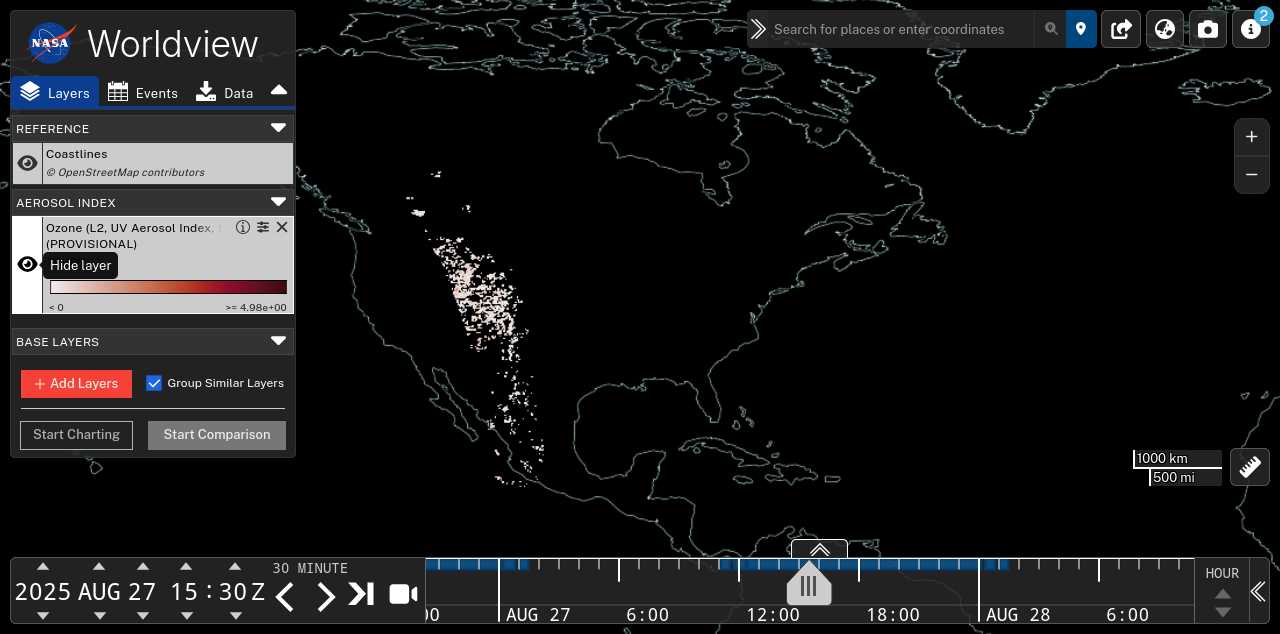 NASA
Worldview
Search for places or enter coordinates
2
Layers
Events
Data
REFERENCE
Coastlines
© OpenStreetMap contributors
AEROSOL INDEX
Ozone (L2, UV Aerosol Index,
(PROVISIONAL)
Hide layer
< 0
>= 4.98e+00
BASE LAYERS
+ Add Layers
Group Similar Layers
Start Charting
Start Comparison
+
−
1000 km
500 mi
2025 AUG 27 15 : 30 Z
30 MINUTE
AUG 27
6:00
12:00
18:00
AUG 28
6:00
HOUR